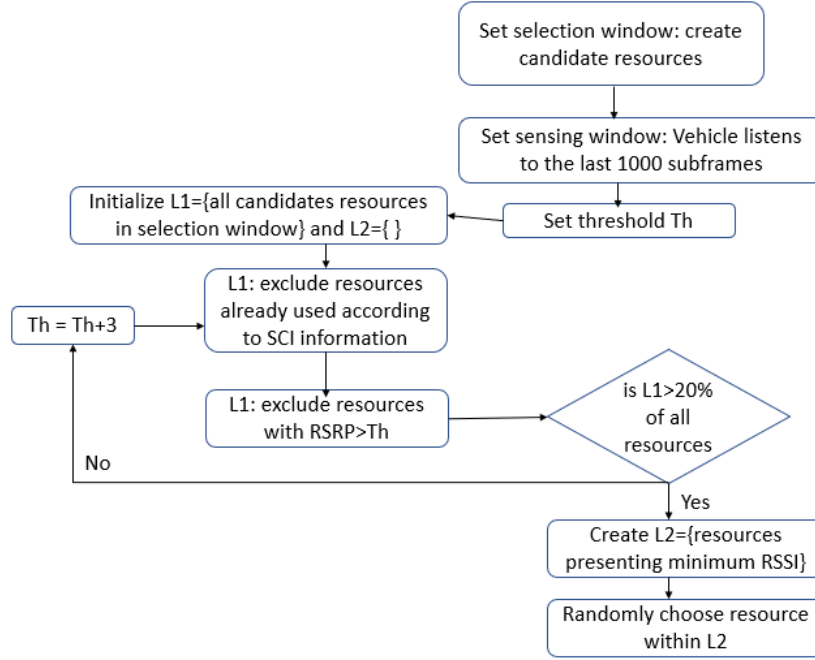 Set selection window: create
candidate resources
Set sensing window: Vehicle listens
to the last 1000 subframes
Set threshold Th
Initialize L1={all candidates resources
in selection window} and L2={ }
L1: exclude resources
already used according
to SCI information
Th = Th+3
L1: exclude resources
with RSRP>Th
is L1>20%
of all
resources
No
Yes
Create L2={resources
presenting minimum RSSI}
Randomly choose resource
within L2